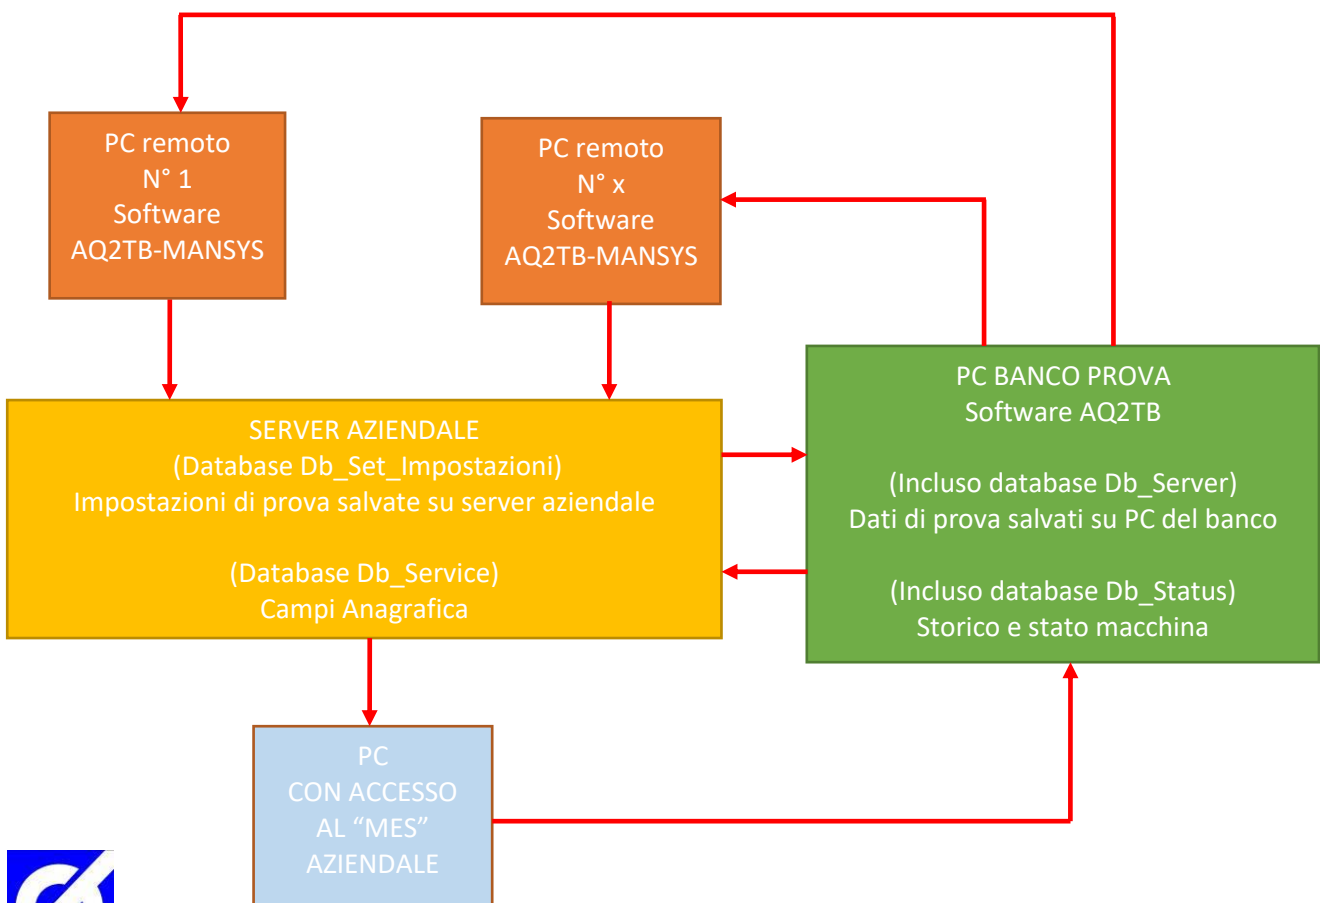 PC remoto
N° 1
Software
AQ2TB-MANSYS
PC remoto
N° x
Software
AQ2TB-MANSYS
SERVER AZIENDALE
(Database Db_Set_Impostazioni)
Impostazioni di prova salvate su server aziendale
(Database Db_Service)
Campi Anagrafica
PC BANCO PROVA
Software AQ2TB
(Incluso database Db_Server)
Dati di prova salvati su PC del banco
(Incluso database Db_Status)
Storico e stato macchina
PC
CON ACCESSO
AL “MES”
AZIENDALE